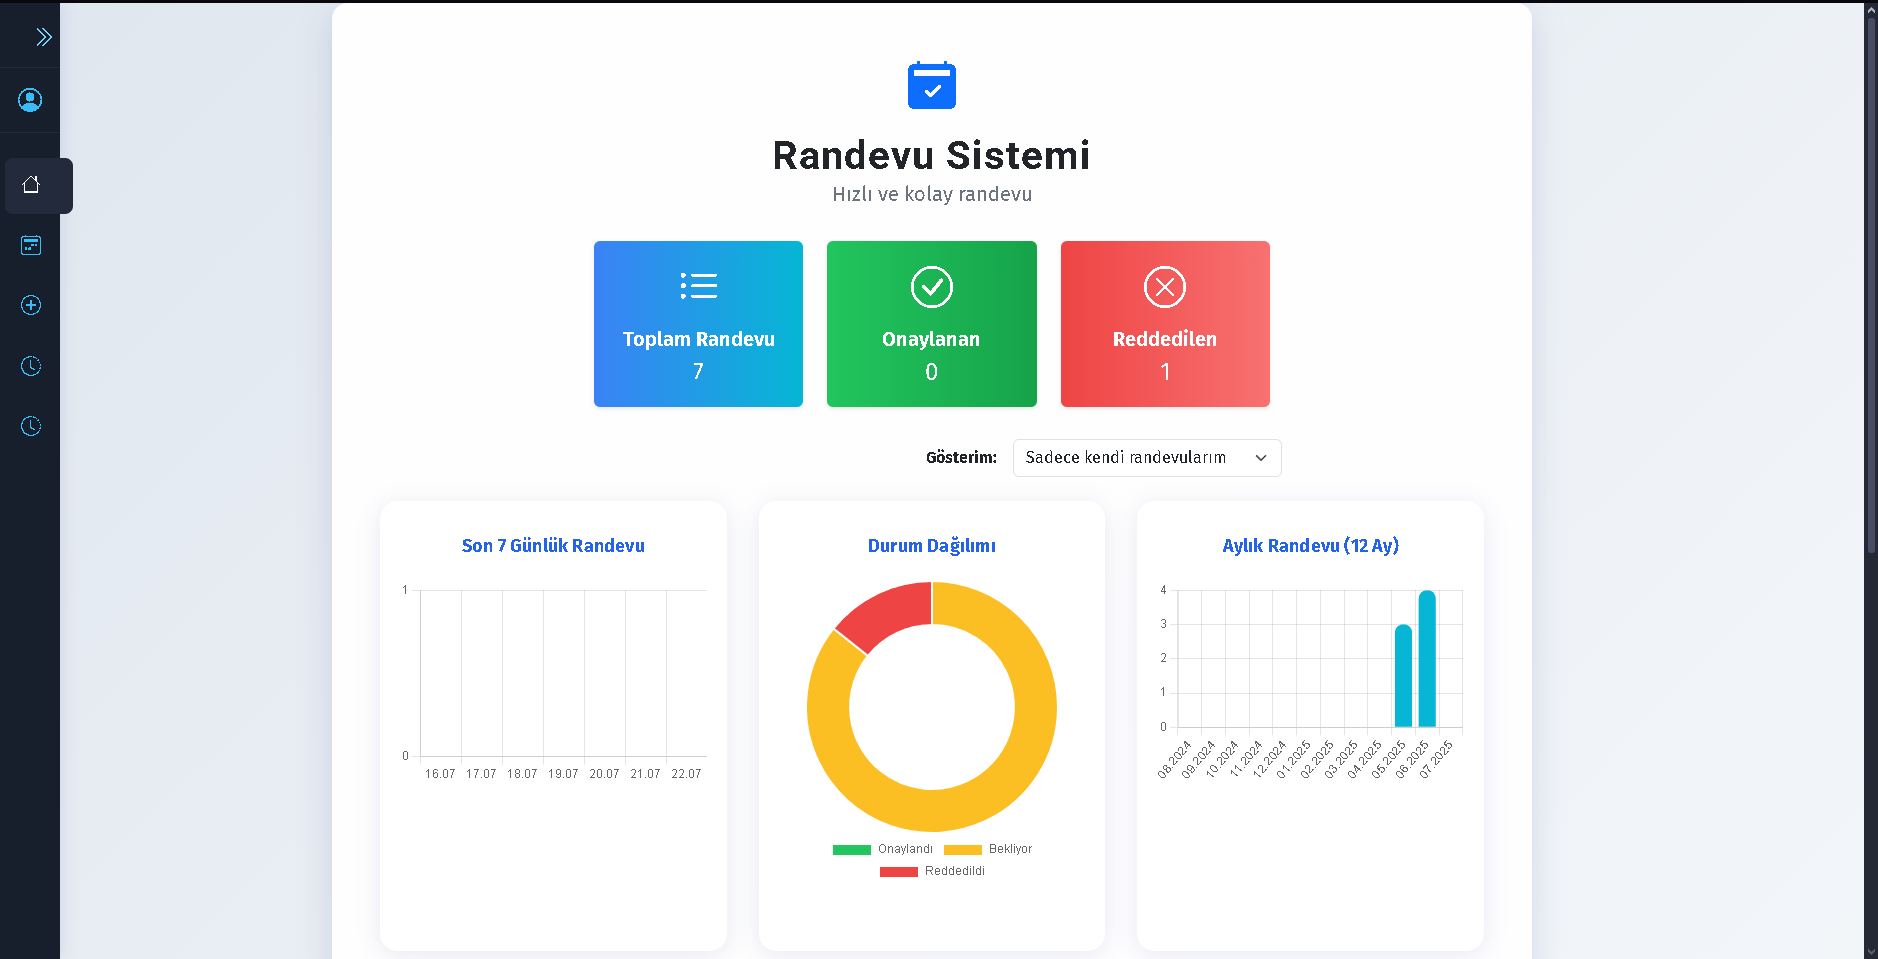 Randevu Sistemi
Hızlı ve kolay randevu
Toplam Randevu
7
Onaylanan
0
Reddedilen
1
Gösterim:
Sadece kendi randevularım
Son 7 Günlük Randevu
1
0
16.07 17.07 18.07 19.07 20.07 21.07 22.07
Durum Dağılımı
Onaylandı
Bekliyor
Reddedildi
Aylık Randevu (12 Ay)
4
3
2
1
0
08.2024 09.2024 10.2024 11.2024 12.2024 01.2025 02.2025 03.2025 04.2025 05.2025 06.2025 07.2025